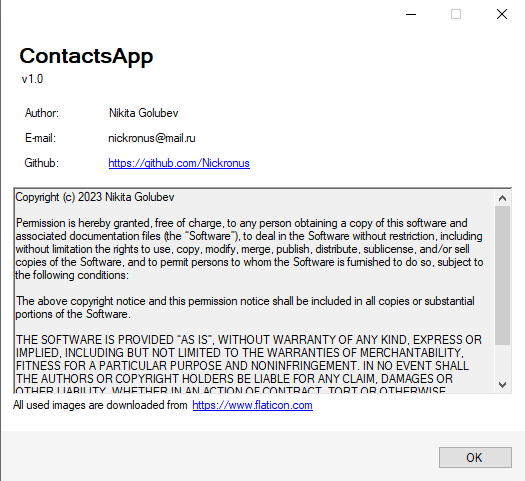 ContactsApp
v1.0
Author: Nikita Golubev
E-mail: nickronus@mail.ru
Github: https://github.com/Nickronus
Copyright (c) 2023 Nikita Golubev
Permission is hereby granted, free of charge, to any person obtaining a copy of this software and
associated documentation files (the "Software"), to deal in the Software without restriction, including
without limitation the rights to use, copy, modify, merge, publish, distribute, sublicense, and/or sell
copies of the Software, and to permit persons to whom the Software is furnished to do so, subject to
the following conditions:
The above copyright notice and this permission notice shall be included in all copies or substantial
portions of the Software.
THE SOFTWARE IS PROVIDED "AS IS", WITHOUT WARRANTY OF ANY KIND, EXPRESS OR
IMPLIED, INCLUDING BUT NOT LIMITED TO THE WARRANTIES OF MERCHANTABILITY,
FITNESS FOR A PARTICULAR PURPOSE AND NONINFRINGEMENT. IN NO EVENT SHALL
THE AUTHORS OR COPYRIGHT HOLDERS BE LIABLE FOR ANY CLAIM, DAMAGES OR
OTHER LIABILITY, WHETHER IN AN ACTION OF CONTRACT, TORT OR OTHERWISE,
All used images are downloaded from https://www.flaticon.com
OK